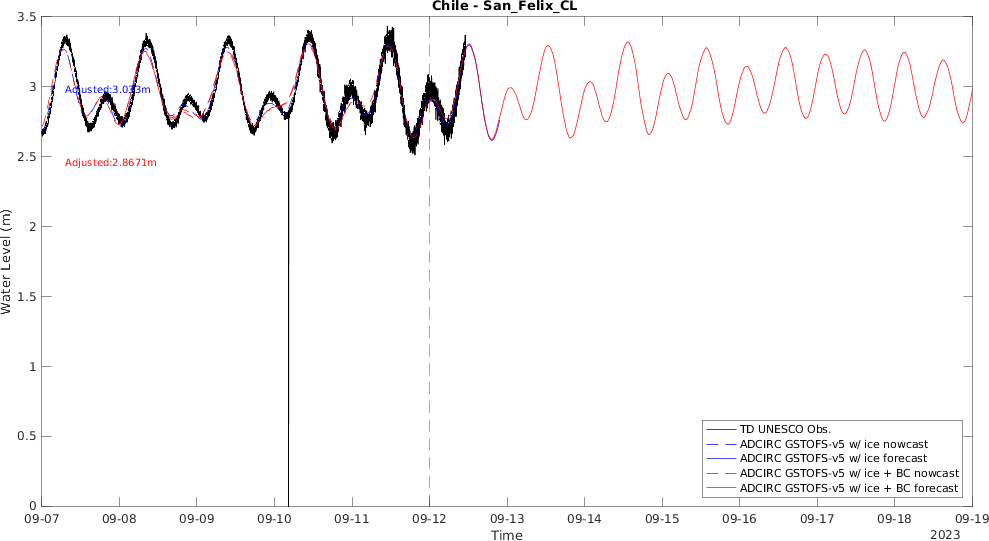 Chile - San_Felix_CL
3.5
3
2.5
2
1.5
1
0.5
0
Water Level (m)
Adjusted:3.033m
Adjusted:2.8671m
TD UNESCO Obs.
ADCIRC GSTOFS-v5 w/ ice nowcast
ADCIRC GSTOFS-v5 w/ ice forecast
ADCIRC GSTOFS-v5 w/ ice + BC nowcast
ADCIRC GSTOFS-v5 w/ ice + BC forecast
09-07 09-08 09-09 09-10 09-11 09-12 09-13 09-14 09-15 09-16 09-17 09-18 09-19
Time
2023